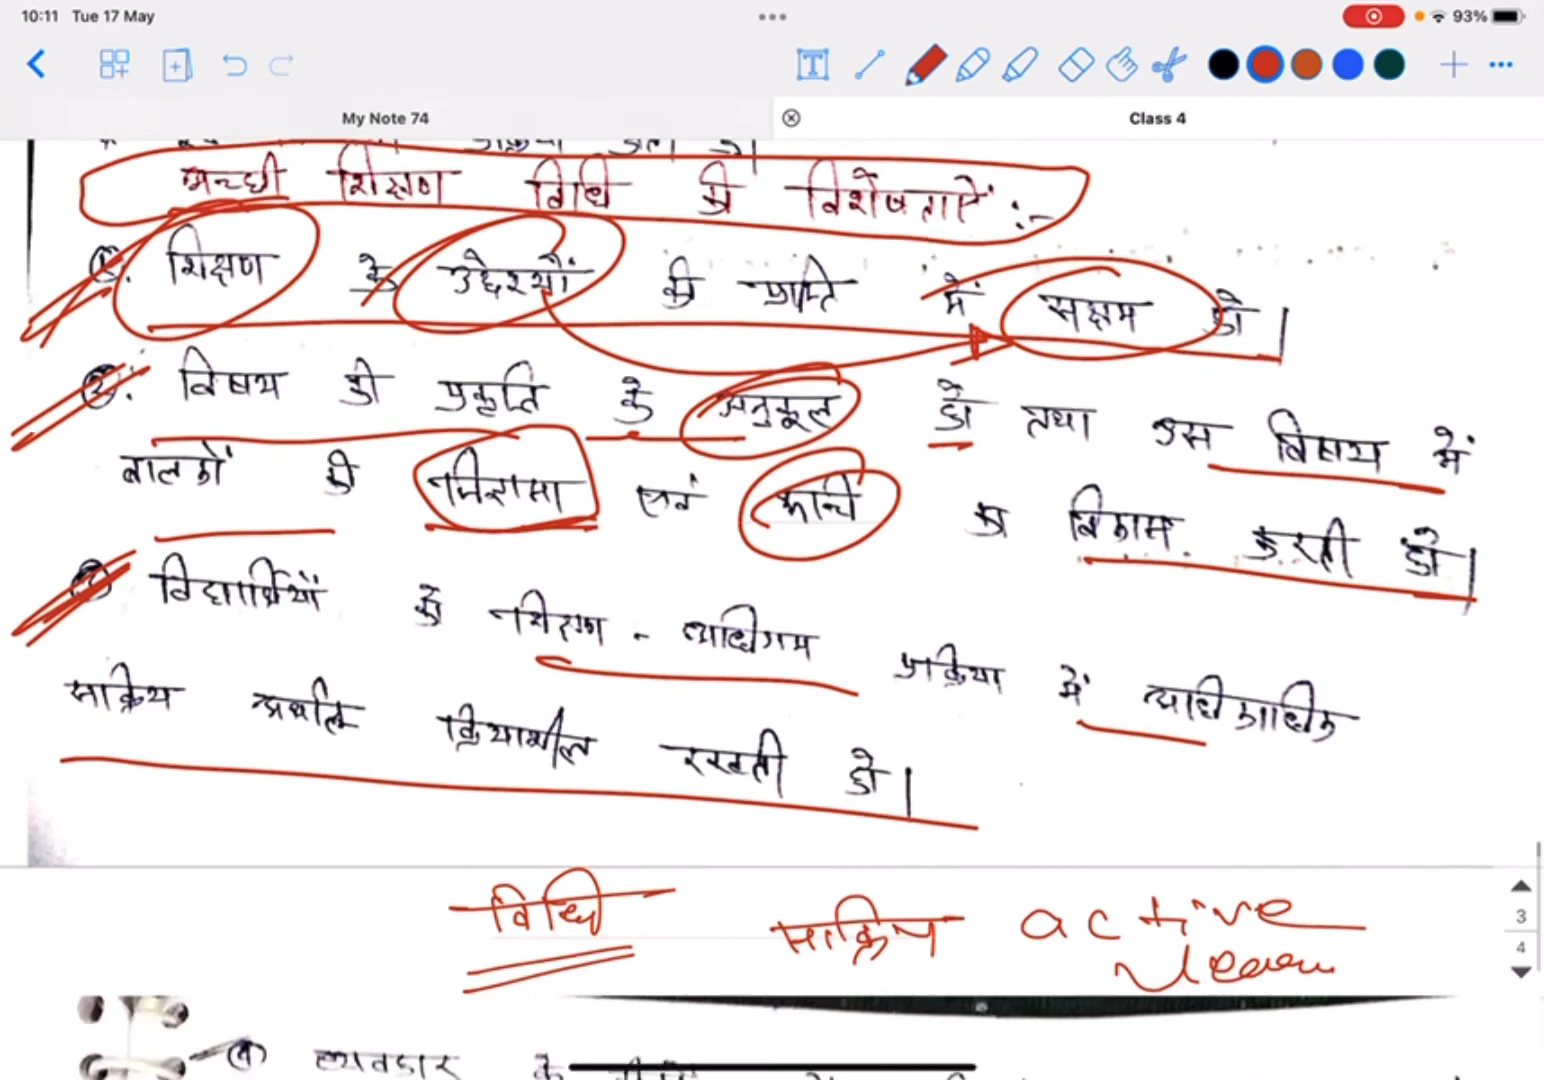 10:11 Tue 17 May
93%
My Note 74
Class 4
अच्छी शिक्षण विधि की विशेषताएँ :-
①. शिक्षण के उद्देश्यों की प्राप्ति में सक्षम हो।
②. विषय की प्रकृति के अनुकूल हो तथा उस विषय में
बालकों की जिज्ञासा एवं रूचि का विकास करती हो।
③ विद्यार्थियों को शिक्षण - अधिगम प्रक्रिया में अधिकाधिक
सक्रिय अर्थात क्रियाशील रखती हो।
विधि सक्रिय active
3
4
④ व्यवहार के